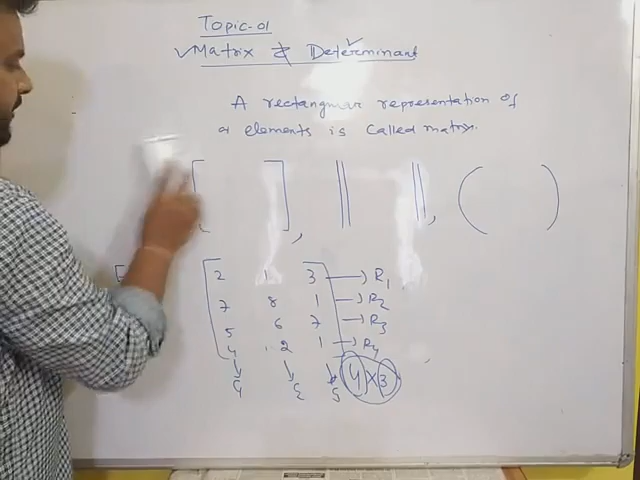 Topic-01
✓Matrix & Determinant
A rectangular representation of
a elements is called matrix.
[ ], || ||, ( )
2 1 3 → R1
7 8 1 → R2
5 6 7 → R3
4 2 1 → R4
4×3